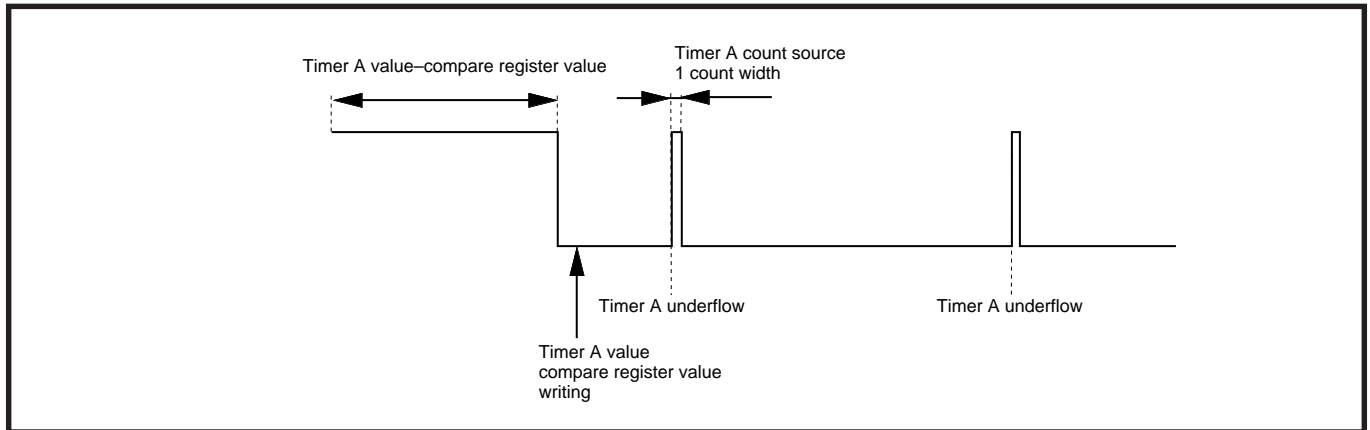 Timer A value–compare register value
Timer A count source
1 count width
Timer A underflow
Timer A underflow
Timer A value
compare register value
writing